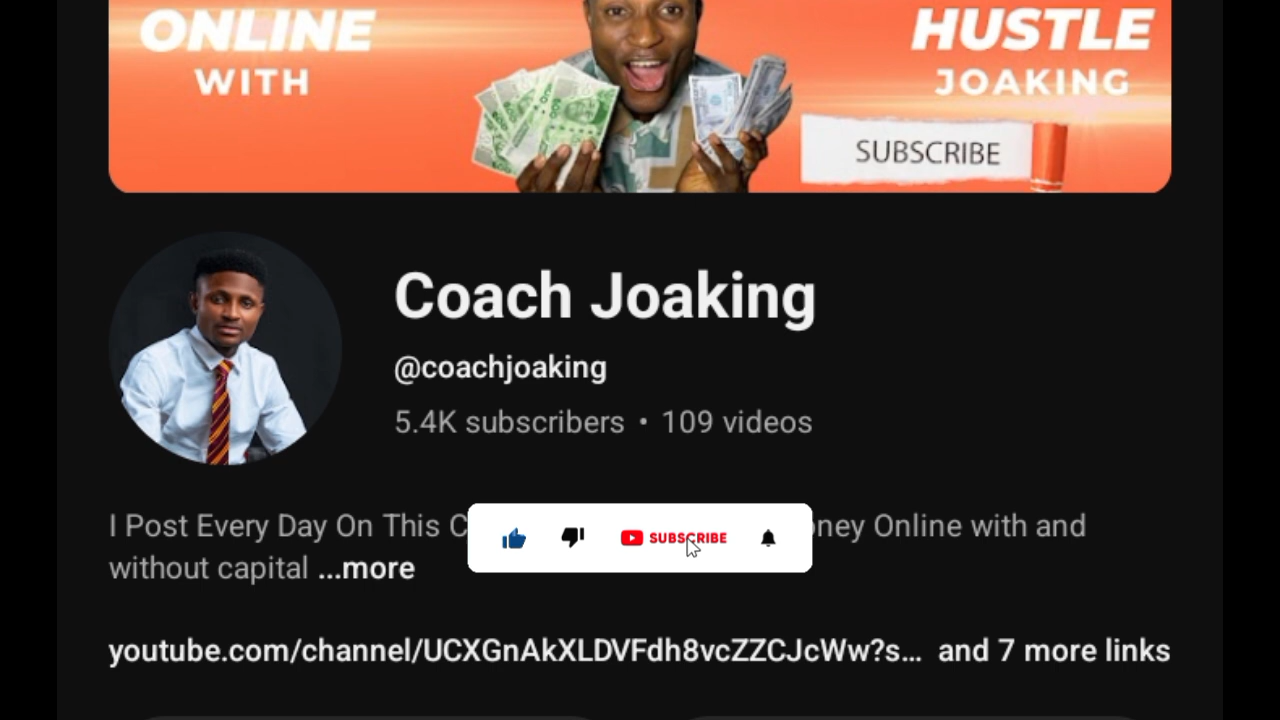 ONLINE
WITH
HUSTLE
JOAKING
SUBSCRIBE
Coach Joaking
@coachjoaking
5.4K subscribers • 109 videos
I Post Every Day On This Online with and
SUBSCRIBE
without capital ...more
youtube.com/channel/UCXGnAkXLDVFdh8vcZZCJcWw?s... and 7 more links